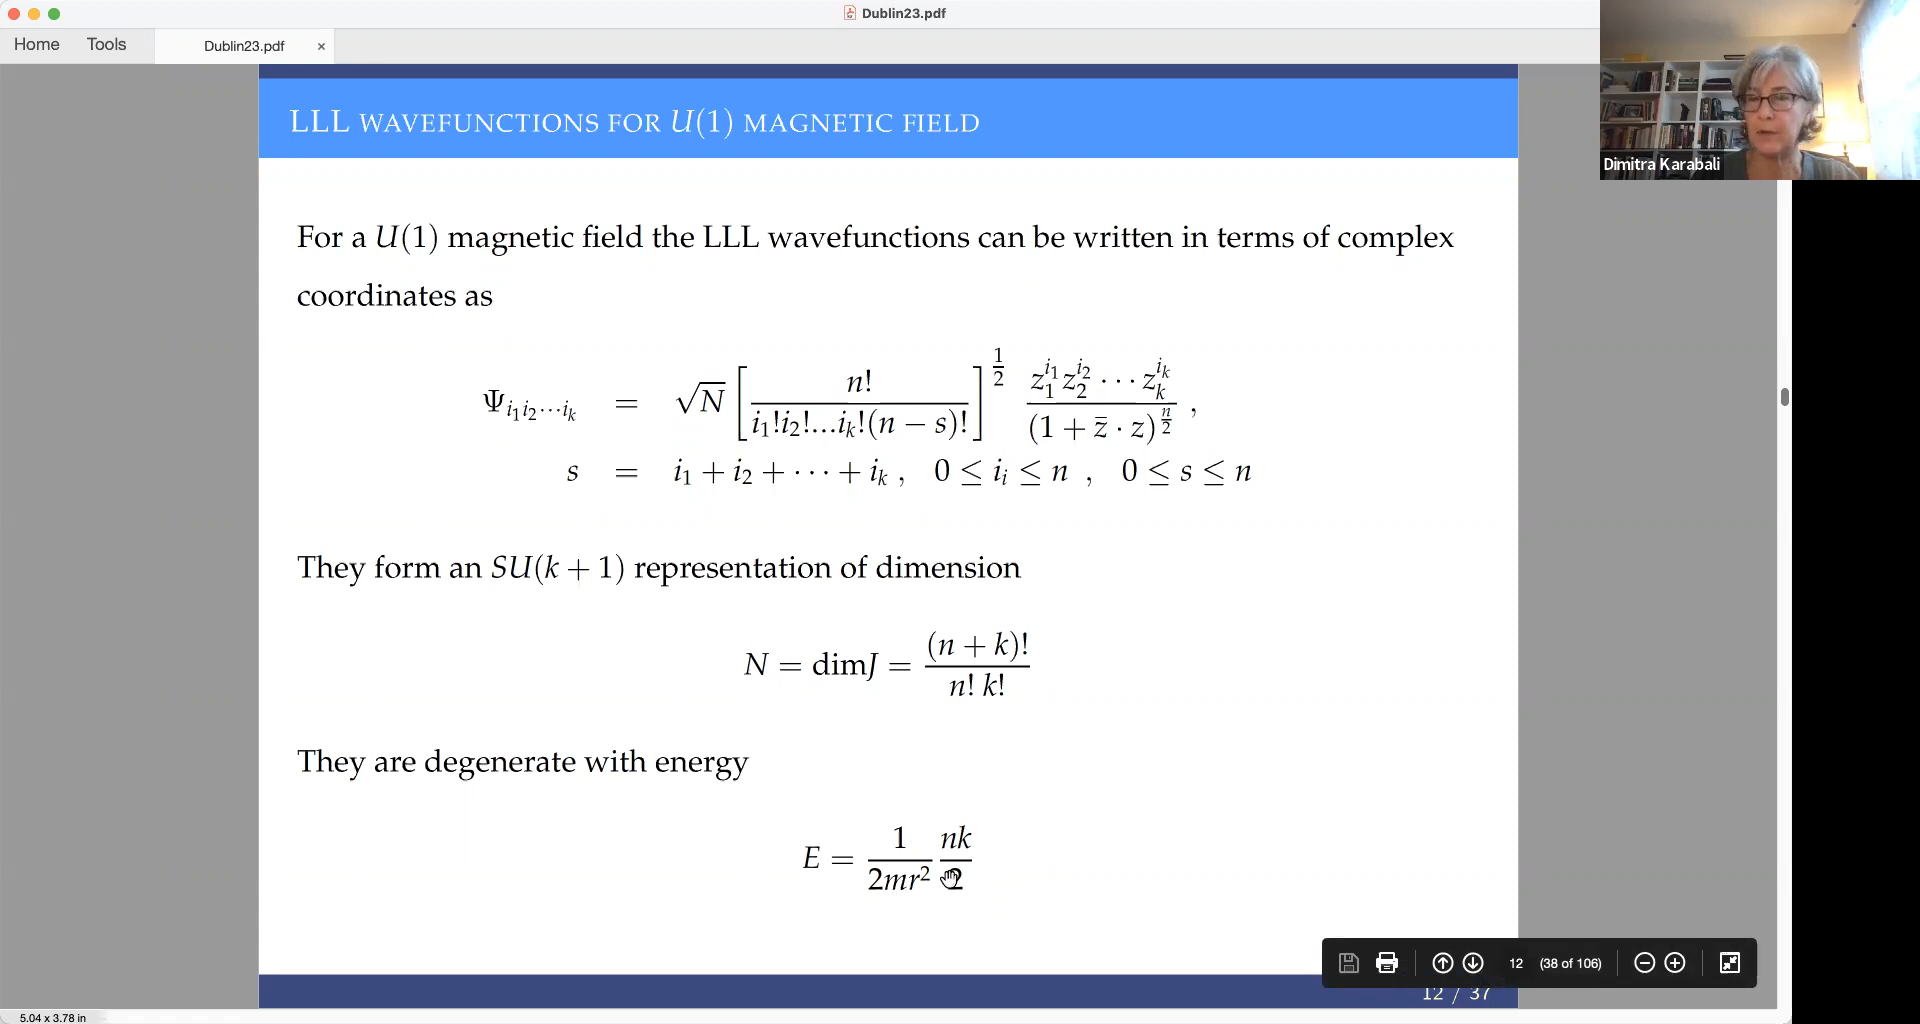 Dublin23.pdf
Home Tools Dublin23.pdf ×
Dimitra Karabali
LLL WAVEFUNCTIONS FOR U(1) MAGNETIC FIELD
For a U(1) magnetic field the LLL wavefunctions can be written in terms of complex
coordinates as
Ψ_{i_1 i_2 ⋯ i_k} = √N [ n! / (i_1! i_2! ... i_k! (n − s)!) ]^{1/2} z_1^{i_1} z_2^{i_2} ⋯ z_k^{i_k} / (1 + z̄ · z)^{n/2} ,
s = i_1 + i_2 + ⋯ + i_k , 0 ≤ i_i ≤ n , 0 ≤ s ≤ n
They form an SU(k + 1) representation of dimension
N = dimJ = (n + k)! / (n! k!)
They are degenerate with energy
E = 1/(2mr²) nk/2
12 (38 of 106)
12 / 37
5.04 x 3.78 in